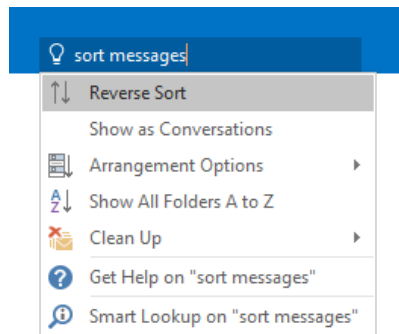 sort messages
Reverse Sort
Show as Conversations
Arrangement Options
Show All Folders A to Z
Clean Up
Get Help on "sort messages"
Smart Lookup on "sort messages"